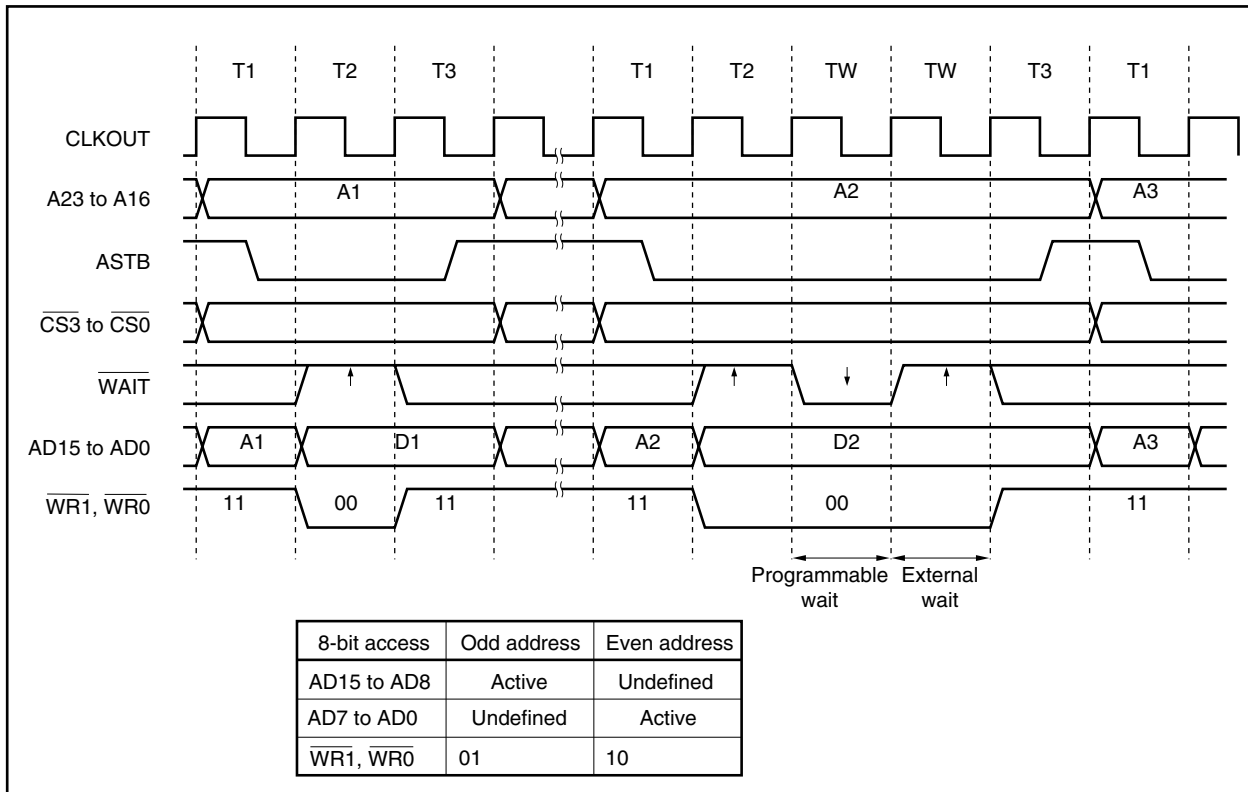 T1 T2 T3 T1 T2 TW TW T3 T1
CLKOUT
A23 to A16 A1 A2 A3
ASTB
CS3 to CS0
WAIT
AD15 to AD0 A1 D1 A2 D2 A3
WR1, WR0 11 00 11 11 00 11
Programmable wait
External wait
8-bit access Odd address Even address
AD15 to AD8 Active Undefined
AD7 to AD0 Undefined Active
WR1, WR0 01 10